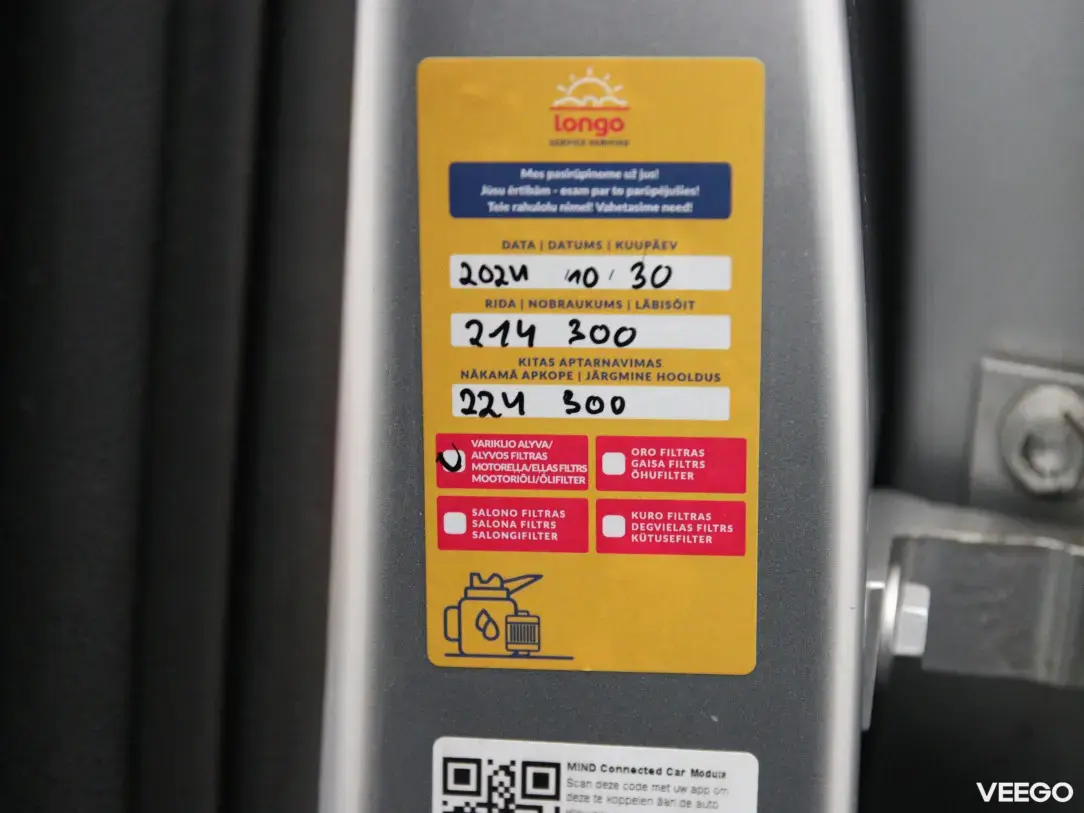 longo
Mes pasirūpinome už jus!
Jūsu ērtībām - esam par to parūpējušies!
Teie rahulolu nimel! Vahetasime need!
DATA | DATUMS | KUUPÄEV
2024 10 30
RIDA | NOBRAUKUMS | LÄBISÕIT
214 300
KITAS APTARNAVIMAS
NĀKAMĀ APKOPE | JÄRGMINE HOOLDUS
224 300
VARIKLIO ALYVA/
ALYVOS FILTRAS
MOTOREĻĻA/EĻĻAS FILTRS
MOOTORIÕLI/ÕLIFILTER
ORO FILTRAS
GAISA FILTRS
ÕHUFILTER
SALONO FILTRAS
SALONA FILTRS
SALONGIFILTER
KURO FILTRAS
DEGVIELAS FILTRS
KÜTUSEFILTER
MIND Connected Car Module
Scan deze code met uw app om
deze te koppelen aan de auto
VEEGO